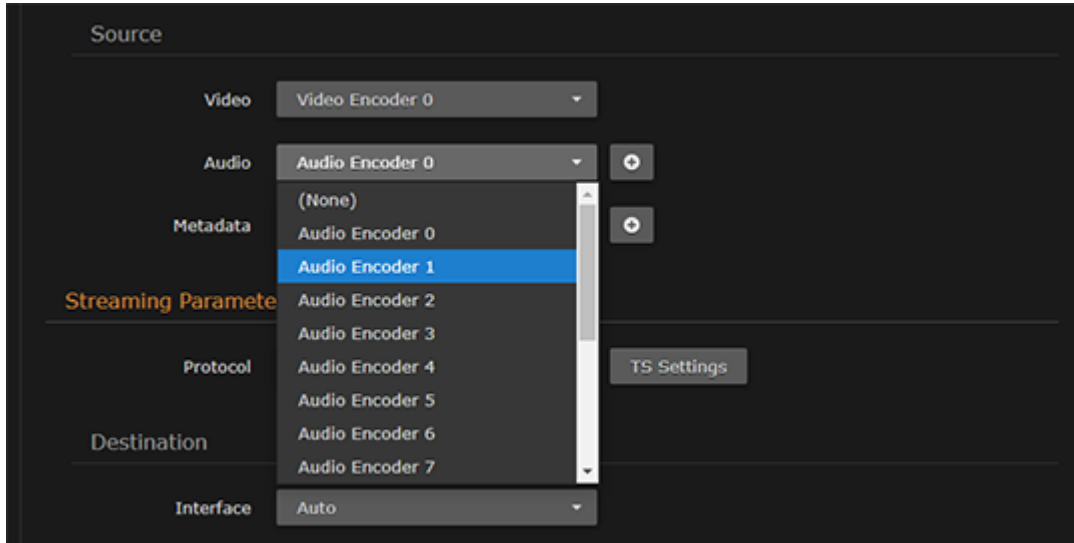 Source
Video Video Encoder 0
Audio Audio Encoder 0
(None)
Metadata Audio Encoder 0
Audio Encoder 1
Streaming Paramete Audio Encoder 2
Audio Encoder 3
Protocol Audio Encoder 4 TS Settings
Audio Encoder 5
Destination Audio Encoder 6
Audio Encoder 7
Interface Auto